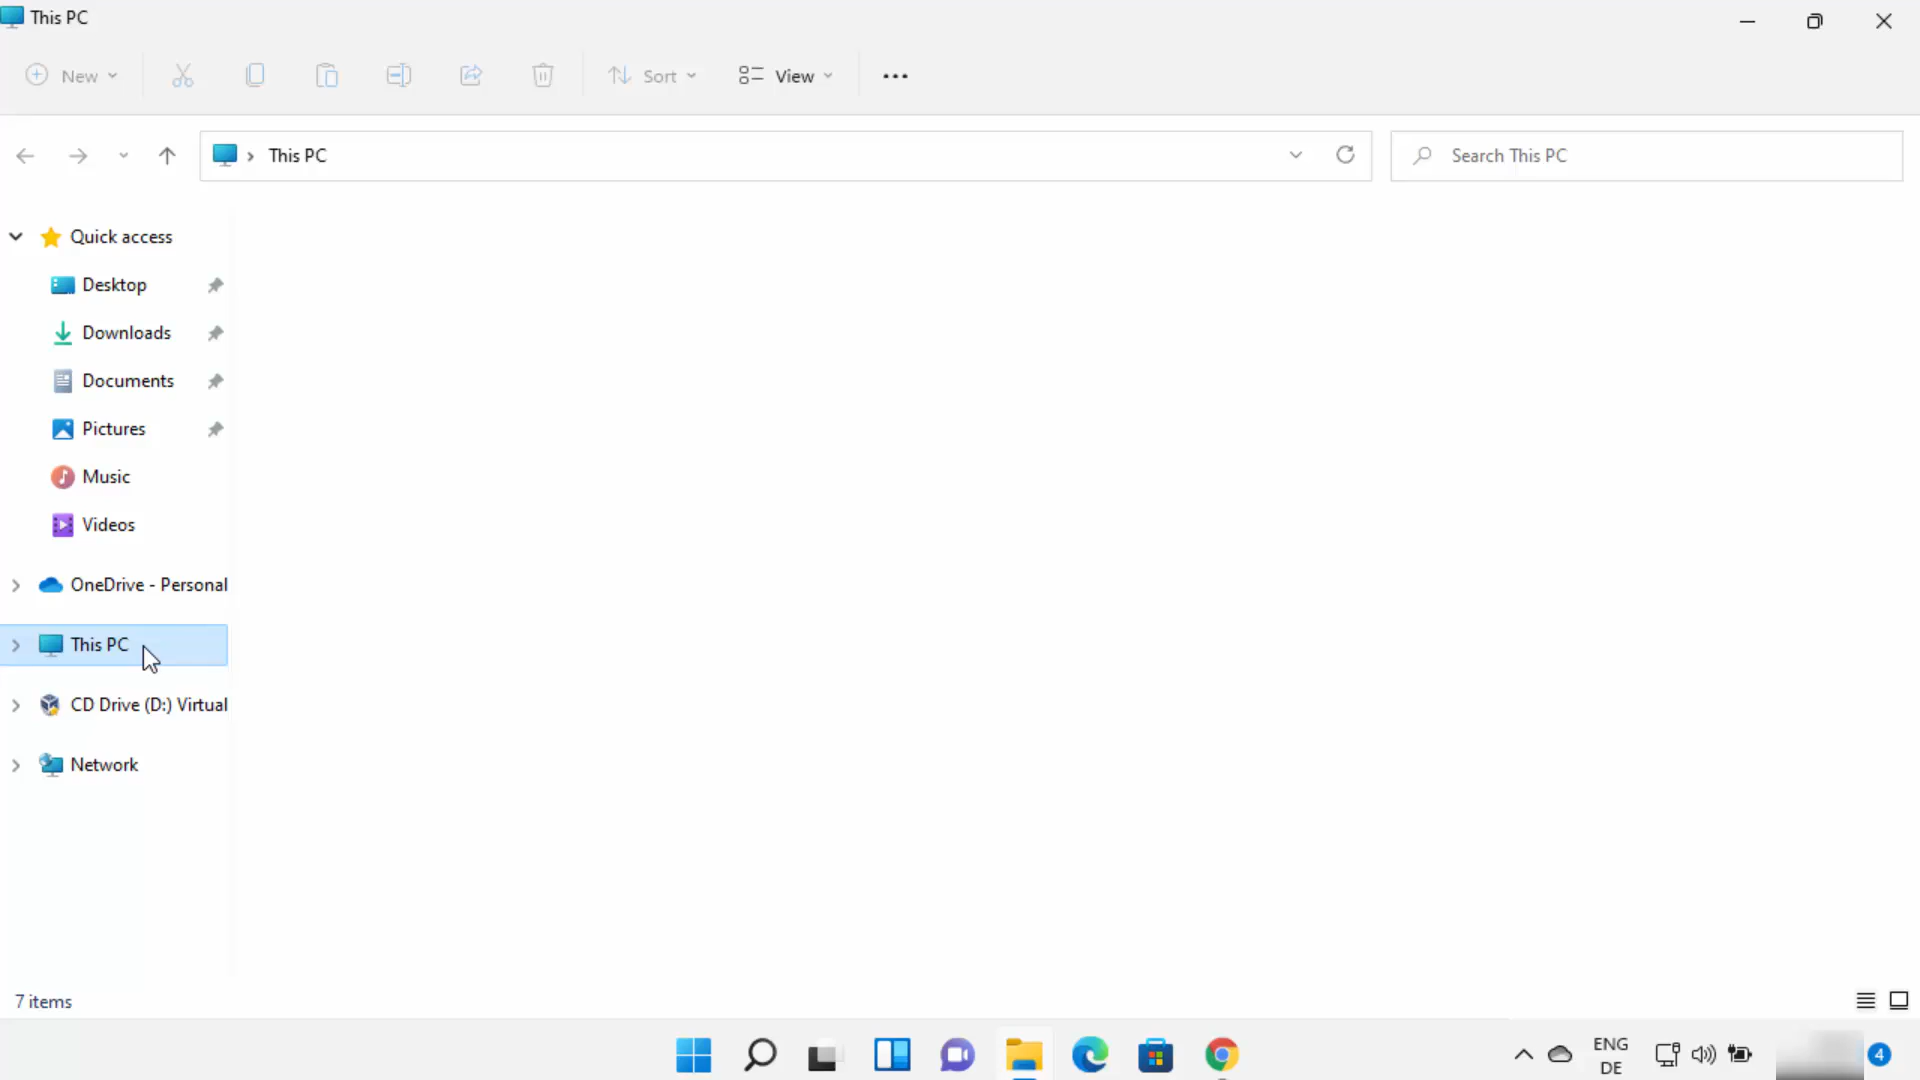 This PC
New
Sort
View
This PC
Search This PC
Quick access
Desktop
Downloads
Documents
Pictures
Music
Videos
OneDrive - Personal
This PC
CD Drive (D:) Virtual
Network
7 items
ENG
DE
4